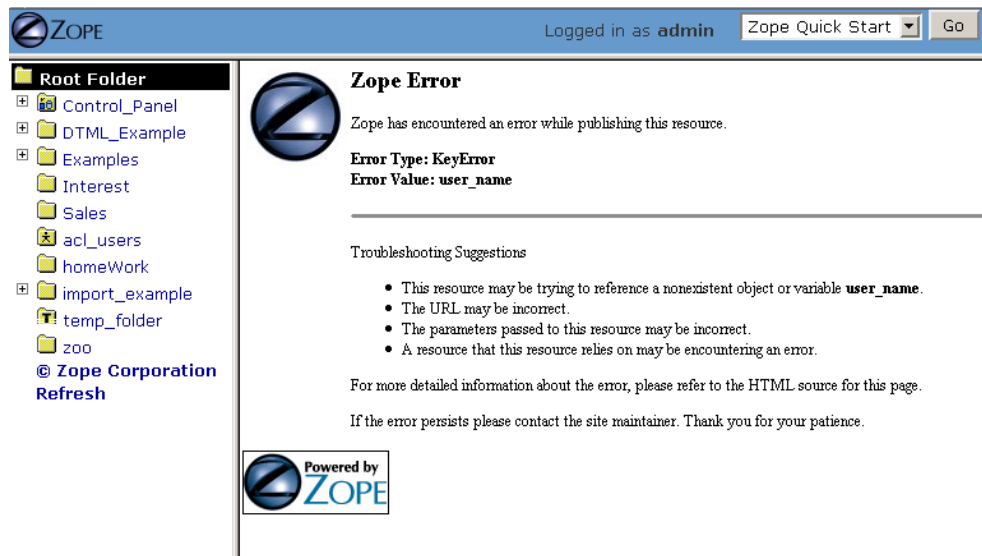 ZOPE
Logged in as admin
Zope Quick Start
Go
Root Folder
Control_Panel
DTML_Example
Examples
Interest
Sales
acl_users
homeWork
import_example
temp_folder
zoo
© Zope Corporation
Refresh
Zope Error
Zope has encountered an error while publishing this resource.
Error Type: KeyError
Error Value: user_name
Troubleshooting Suggestions
• This resource may be trying to reference a nonexistent object or variable user_name.
• The URL may be incorrect.
• The parameters passed to this resource may be incorrect.
• A resource that this resource relies on may be encountering an error.
For more detailed information about the error, please refer to the HTML source for this page.
If the error persists please contact the site maintainer. Thank you for your patience.
Powered by
ZOPE